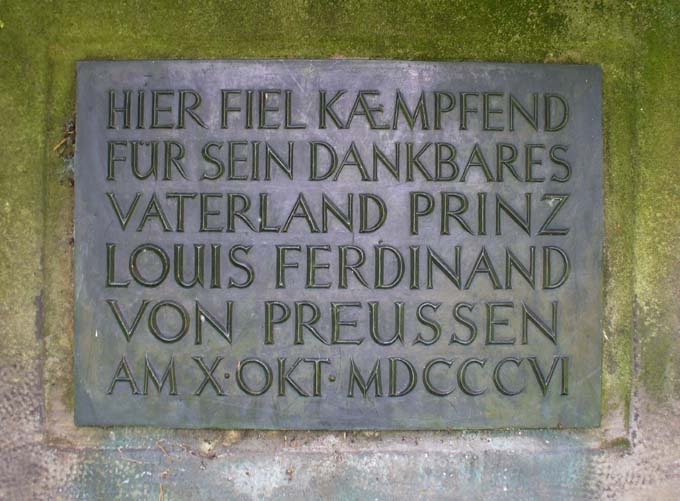 HIER FIEL KÆMPFEND
FÜR SEIN DANKBARES
VATERLAND PRINZ
LOUIS FERDINAND
VON PREUSSEN
AM X·OKT·MDCCCVI